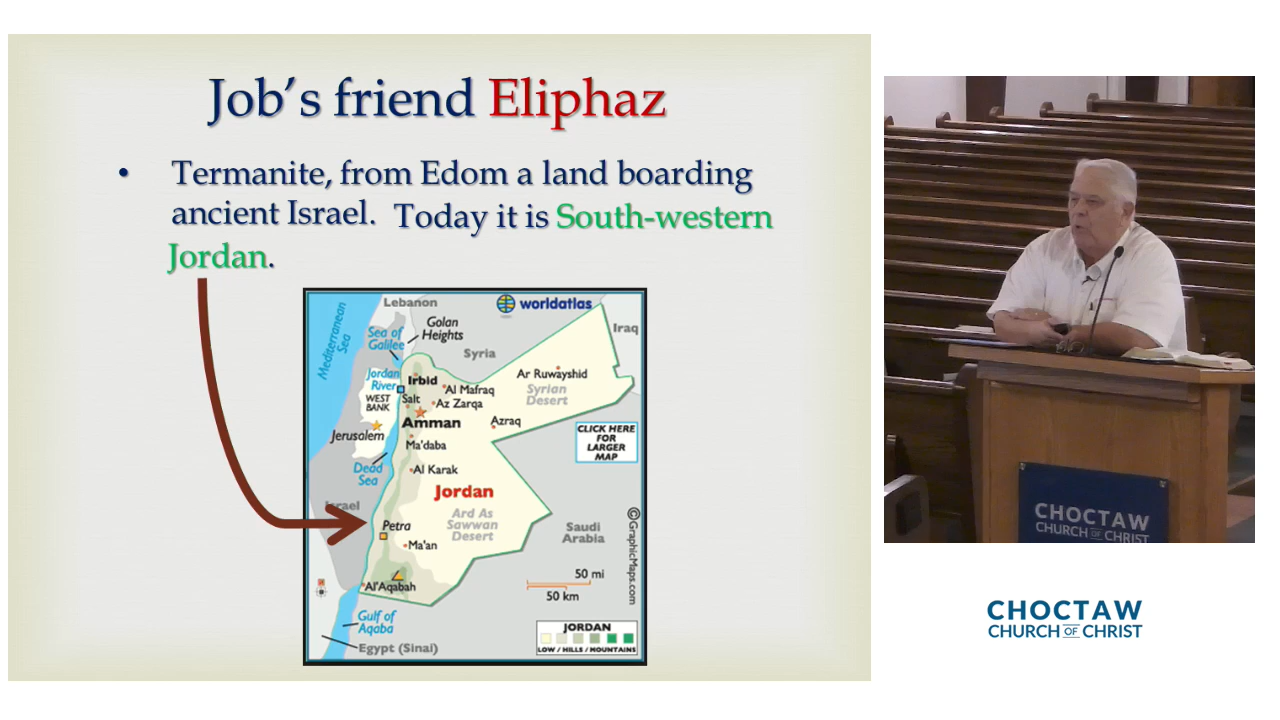 Job’s friend Eliphaz
• Termanite, from Edom a land boarding
ancient Israel. Today it is South-western
Jordan.
Lebanon
worldatlas
Mediterranean
Sea
Golan
Heights
Iraq
Sea of
Galilee
Syria
Jordan
River
Irbid
Al Mafraq
Ar Ruwayshid
Syrian
Desert
WEST
BANK
Salt
Az Zarqa
Amman
Azraq
Jerusalem
CLICK HERE
FOR
LARGER
MAP
Ma'daba
Dead
Sea
Al Karak
Jordan
Israel
Ard As
Sawwan
Desert
Petra
Saudi
Arabia
©GraphicMaps.com
Ma'an
50 mi
Al'Aqabah
50 km
Gulf of
Aqaba
JORDAN
LOW / HILLS / MOUNTAINS
Egypt (Sinai)
CHOCTAW
CHURCH OF CHRIST
CHOCTAW
CHURCH OF CHRIST